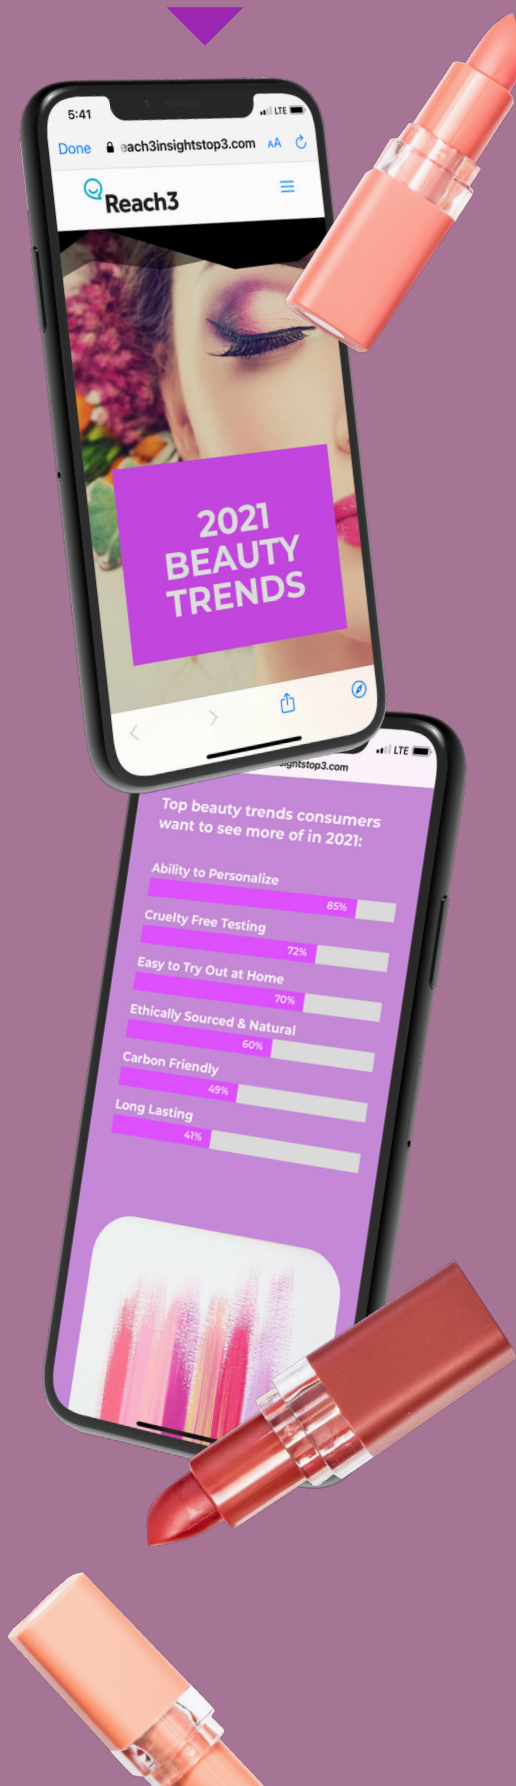 5:41
LTE
Done
each3insightstop3.com
AA
Reach3
2021
BEAUTY
TRENDS
LTE
nsightstop3.com
Top beauty trends consumers
want to see more of in 2021:
Ability to Personalize
85%
Cruelty Free Testing
72%
Easy to Try Out at Home
70%
Ethically Sourced & Natural
60%
Carbon Friendly
49%
Long Lasting
41%